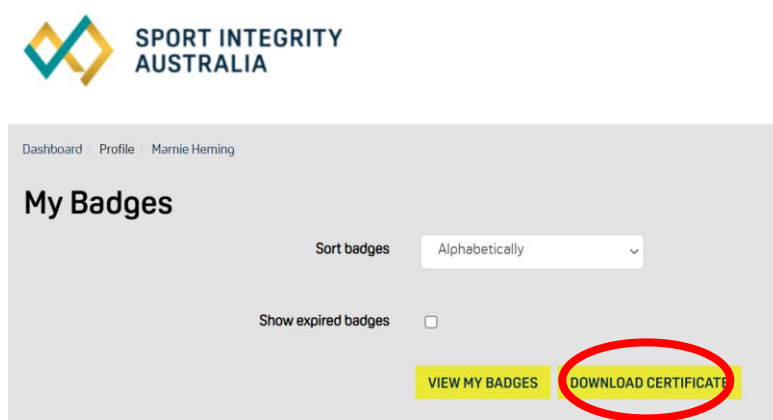 SPORT INTEGRITY
AUSTRALIA
Dashboard / Profile / Marnie Heming
My Badges
Sort badges Alphabetically
Show expired badges
VIEW MY BADGES DOWNLOAD CERTIFICATE